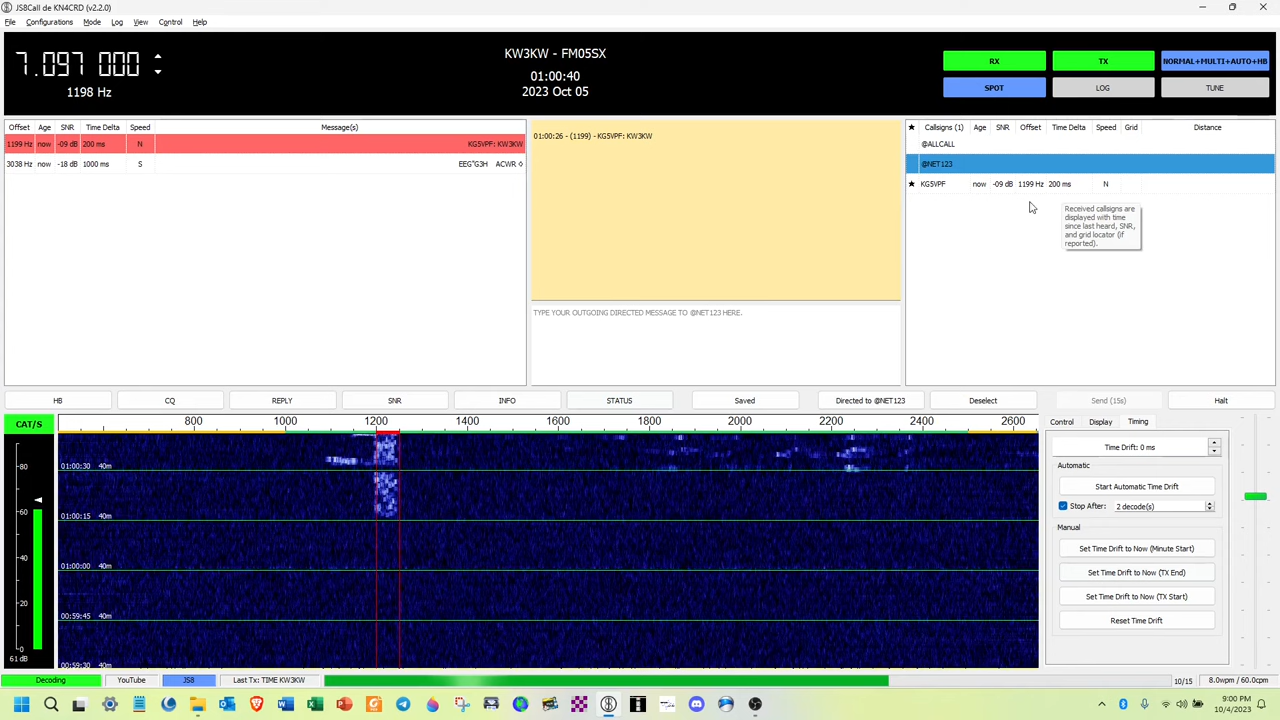 JS8Call de KN4CRD (v2.2.0)
File Configurations Mode Log View Control Help
7.097 000
1198 Hz
KW3KW - FM05SX
01:00:40
2023 Oct 05
RX TX NORMAL+MULTI+AUTO+HB
SPOT LOG TUNE
Offset Age SNR Time Delta Speed Message(s)
1199 Hz now -09 dB 200 ms N KG5VPF: KW3KW
3038 Hz now -18 dB 1000 ms S EEG"G3H ACWR ◊
01:00:26 - (1199) - KG5VPF: KW3KW
TYPE YOUR OUTGOING DIRECTED MESSAGE TO @NET123 HERE.
★ Callsigns (1) Age SNR Offset Time Delta Speed Grid Distance
@ALLCALL
@NET123
★ KG5VPF now -09 dB 1199 Hz 200 ms N
Received callsigns are
displayed with time
since last heard, SNR,
and grid locator (if
reported).
HB CQ REPLY SNR INFO STATUS Saved Directed to @NET123 Deselect Send (15s) Halt
CAT/S
80
60
40
20
0
61 dB
800 1000 1200 1400 1600 1800 2000 2200 2400 2600
01:00:30 40m
01:00:15 40m
01:00:00 40m
00:59:45 40m
00:59:30 40m
Control Display Timing
Time Drift: 0 ms
Automatic
Start Automatic Time Drift
Stop After: 2 decode(s)
Manual
Set Time Drift to Now (Minute Start)
Set Time Drift to Now (TX End)
Set Time Drift to Now (TX Start)
Reset Time Drift
Decoding YouTube JS8 Last Tx: TIME KW3KW 10/15 8.0wpm / 60.0cpm
9:00 PM
10/4/2023